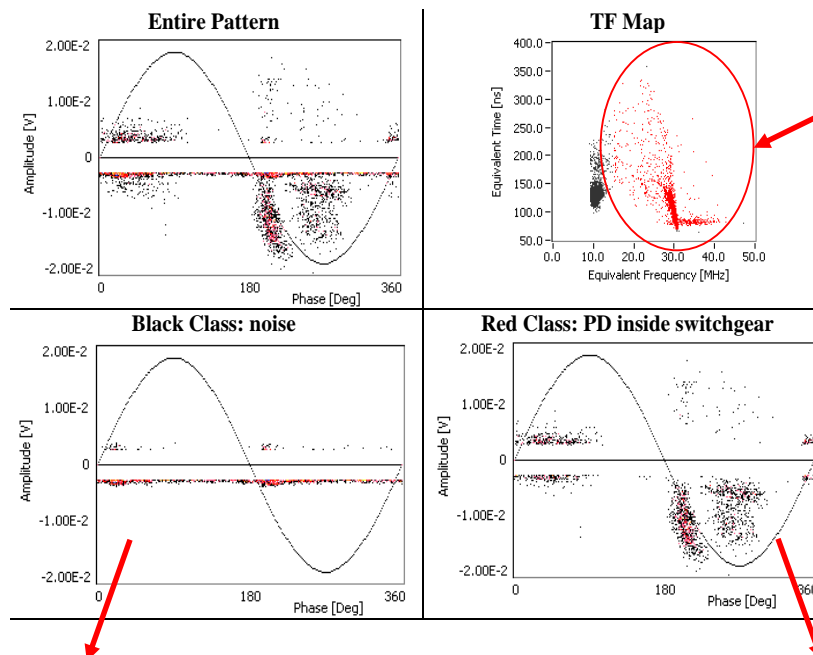 Entire Pattern
2.00E-2
1.00E-2
0
-1.00E-2
-2.00E-2
Amplitude [V]
0
180
360
Phase [Deg]
TF Map
400.0
350.0
300.0
250.0
200.0
150.0
100.0
50.0
Equivalent Time [ns]
0.0
10.0
20.0
30.0
40.0
50.0
Equivalent Frequency [MHz]
Black Class: noise
2.00E-2
1.00E-2
0
-1.00E-2
-2.00E-2
Amplitude [V]
0
180
360
Phase [Deg]
Red Class: PD inside switchgear
2.00E-2
1.00E-2
0
-1.00E-2
-2.00E-2
Amplitude [V]
0
180
360
Phase [Deg]